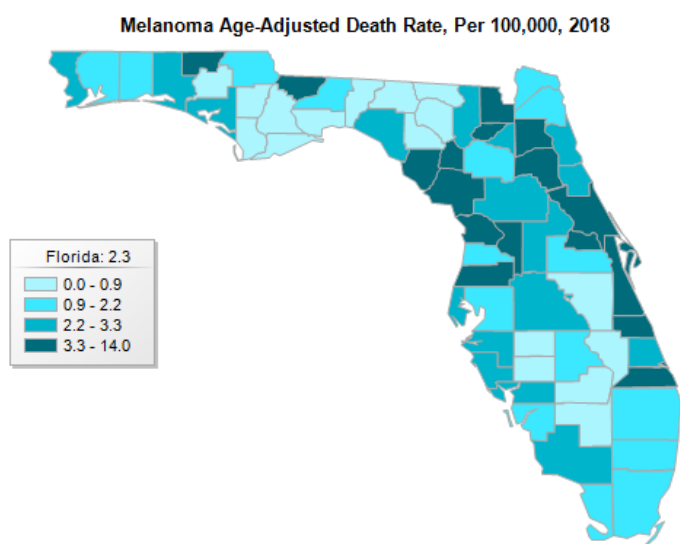 Melanoma Age-Adjusted Death Rate, Per 100,000, 2018
Florida: 2.3
0.0 - 0.9
0.9 - 2.2
2.2 - 3.3
3.3 - 14.0